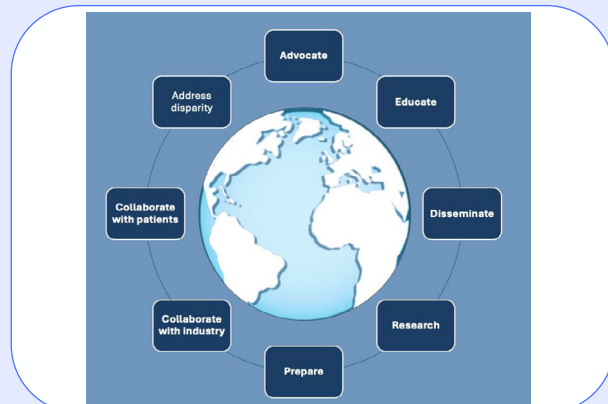 Advocate
Educate
Disseminate
Research
Prepare
Collaborate
with industry
Collaborate
with patients
Address
disparity